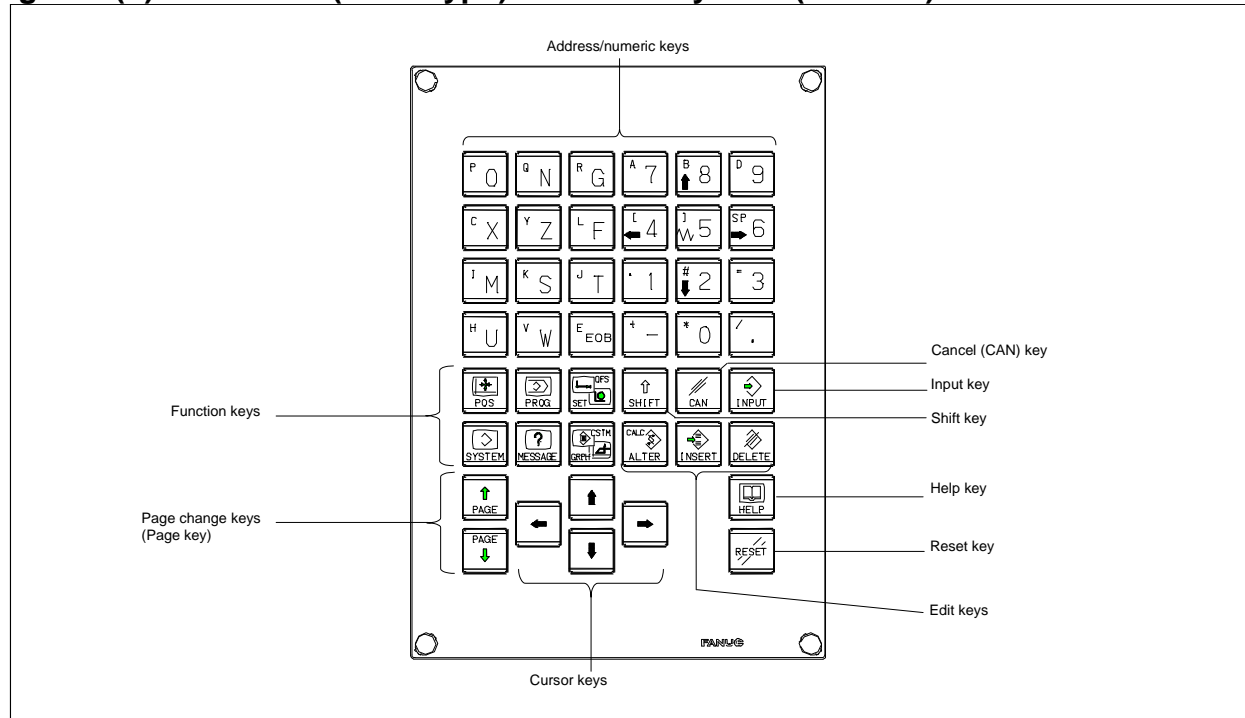 Address/numeric keys
P O Q N R G A 7 B 8 D 9
C X Y Z L F [ 4 ] 5 SP 6
I M K S J T , 1 # 2 = 3
H U V W E EOB + - * 0 / .
Cancel (CAN) key
POS PROG OFS SET SHIFT CAN INPUT
Input key
Function keys
Shift key
SYSTEM MESSAGE CSTM GRPH CALC ALTER INSERT DELETE
PAGE HELP
Help key
Page change keys
(Page key)
PAGE RESET
Reset key
Edit keys
FANUC
Cursor keys